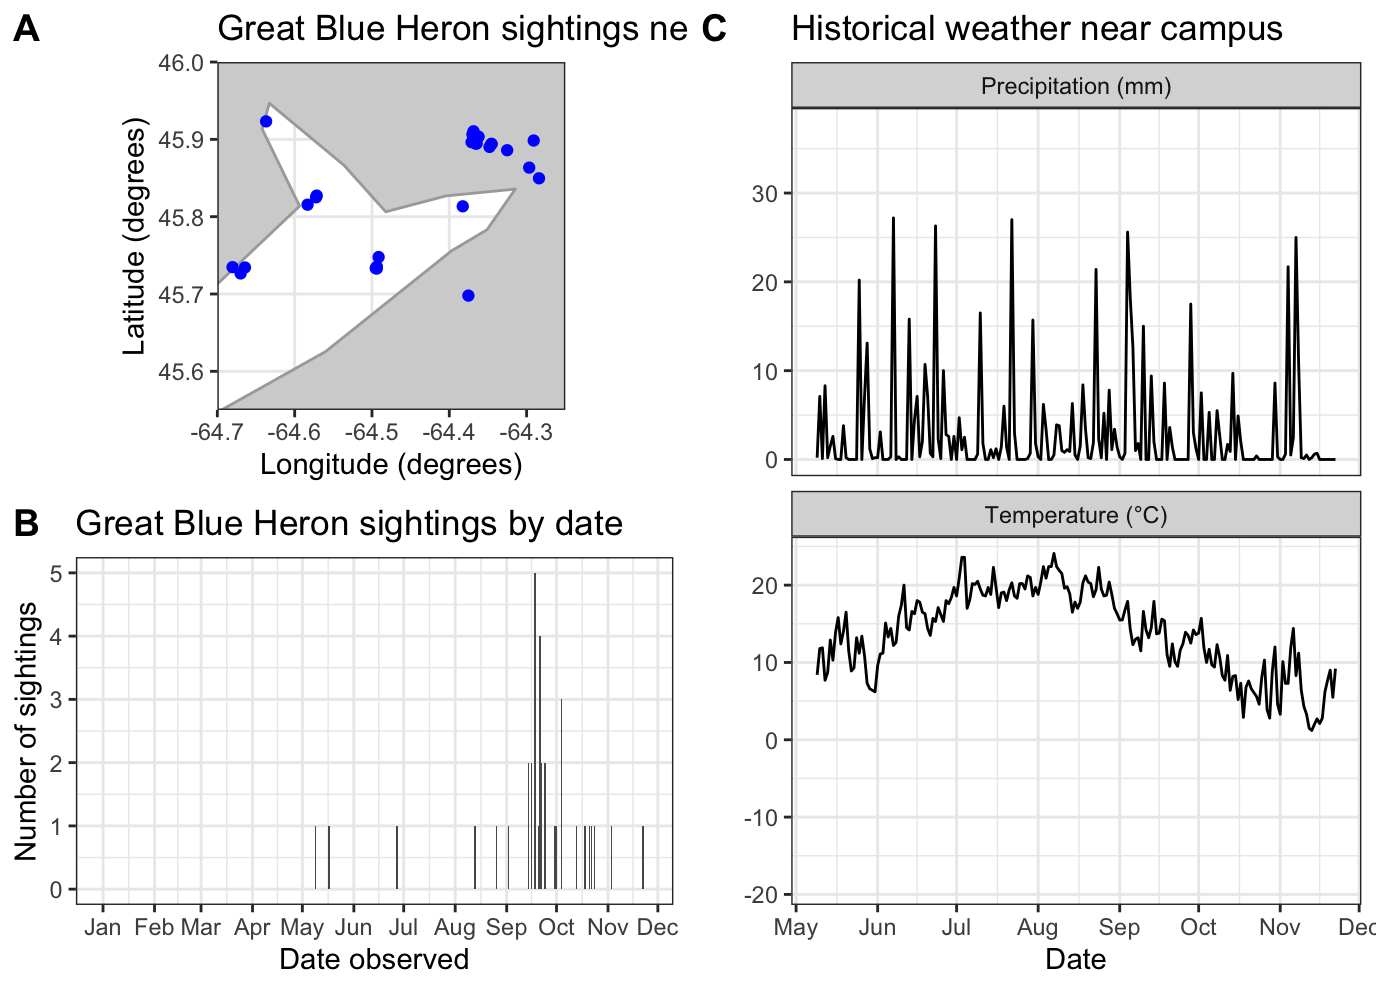 A
Great Blue Heron sightings ne
46.0
45.9
45.8
45.7
45.6
-64.7 -64.6 -64.5 -64.4 -64.3
Latitude (degrees)
Longitude (degrees)
B
Great Blue Heron sightings by date
5
4
3
2
1
0
Number of sightings
Jan Feb Mar Apr May Jun Jul Aug Sep Oct Nov Dec
Date observed
C
Historical weather near campus
Precipitation (mm)
30
20
10
0
Temperature (°C)
20
10
0
-10
-20
May Jun Jul Aug Sep Oct Nov Dec
Date